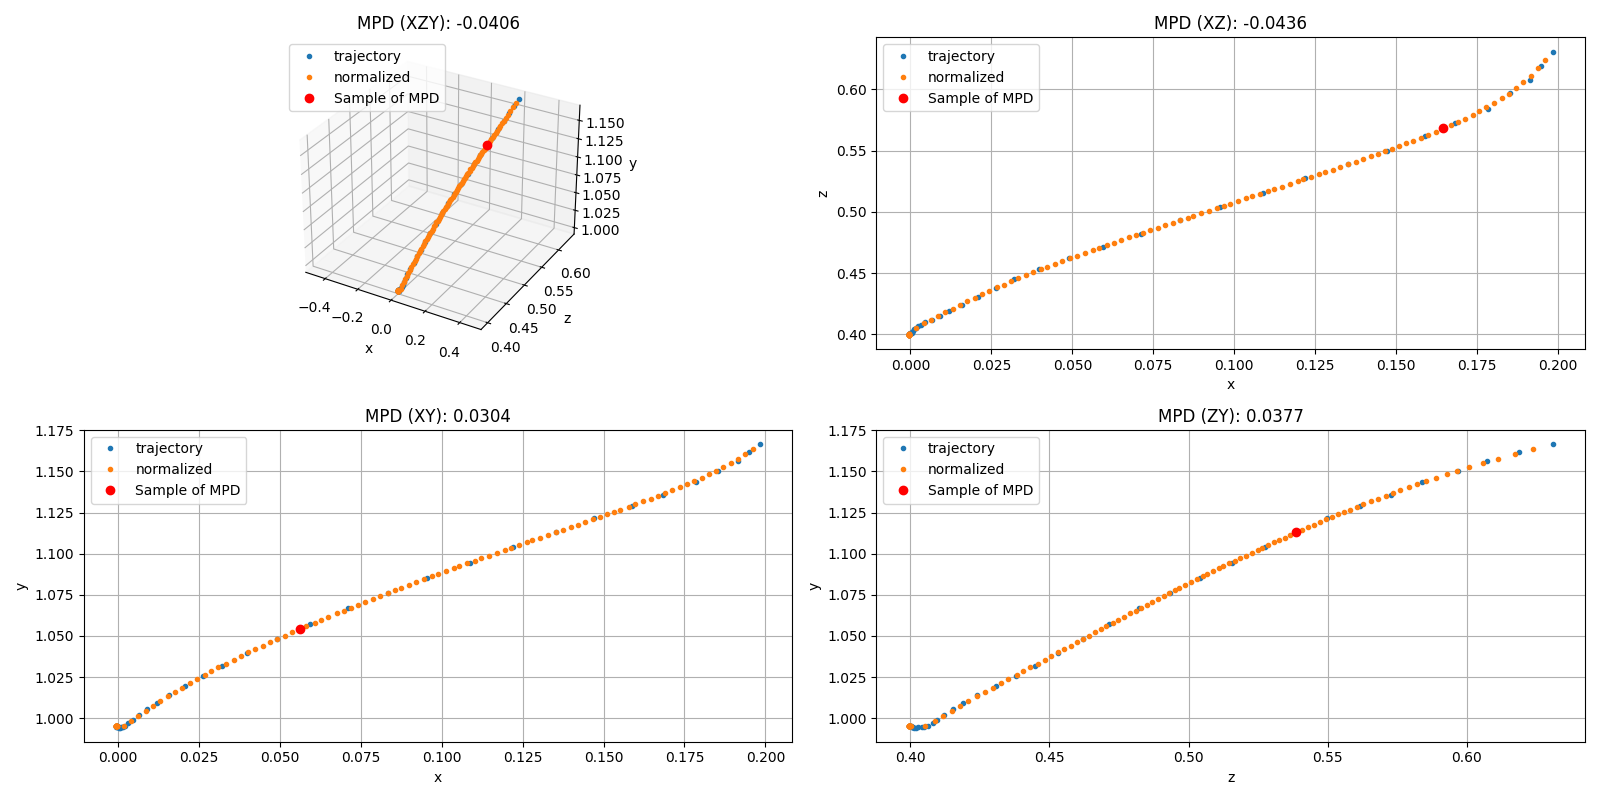 MPD (XZY): -0.0406
trajectory
normalized
Sample of MPD
1.150
1.125
1.100
1.075
1.050
1.025
1.000
y
0.60
0.55
0.50
0.45
0.40
z
−0.4
−0.2
0.0
0.2
0.4
x
MPD (XZ): -0.0436
trajectory
normalized
Sample of MPD
0.60
0.55
0.50
0.45
0.40
z
0.000 0.025 0.050 0.075 0.100 0.125 0.150 0.175 0.200
x
MPD (XY): 0.0304
trajectory
normalized
Sample of MPD
1.175
1.150
1.125
1.100
1.075
1.050
1.025
1.000
y
0.000 0.025 0.050 0.075 0.100 0.125 0.150 0.175 0.200
x
MPD (ZY): 0.0377
trajectory
normalized
Sample of MPD
1.175
1.150
1.125
1.100
1.075
1.050
1.025
1.000
y
0.40 0.45 0.50 0.55 0.60
z